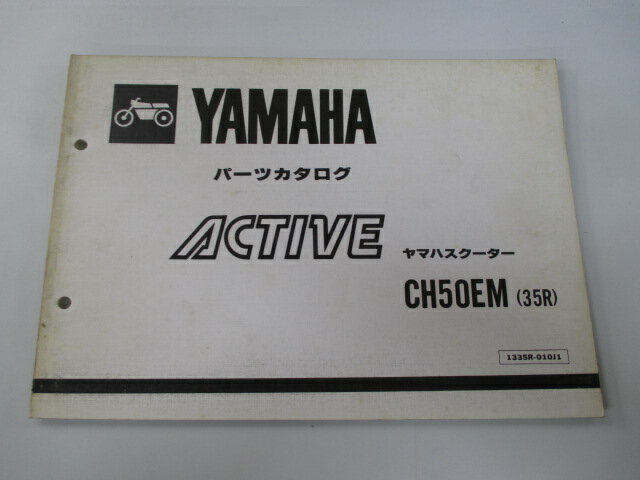 YAMAHA
パーツカタログ
ACTIVE
ヤマハスクーター
CH50EM (35R)
1335R-010J1